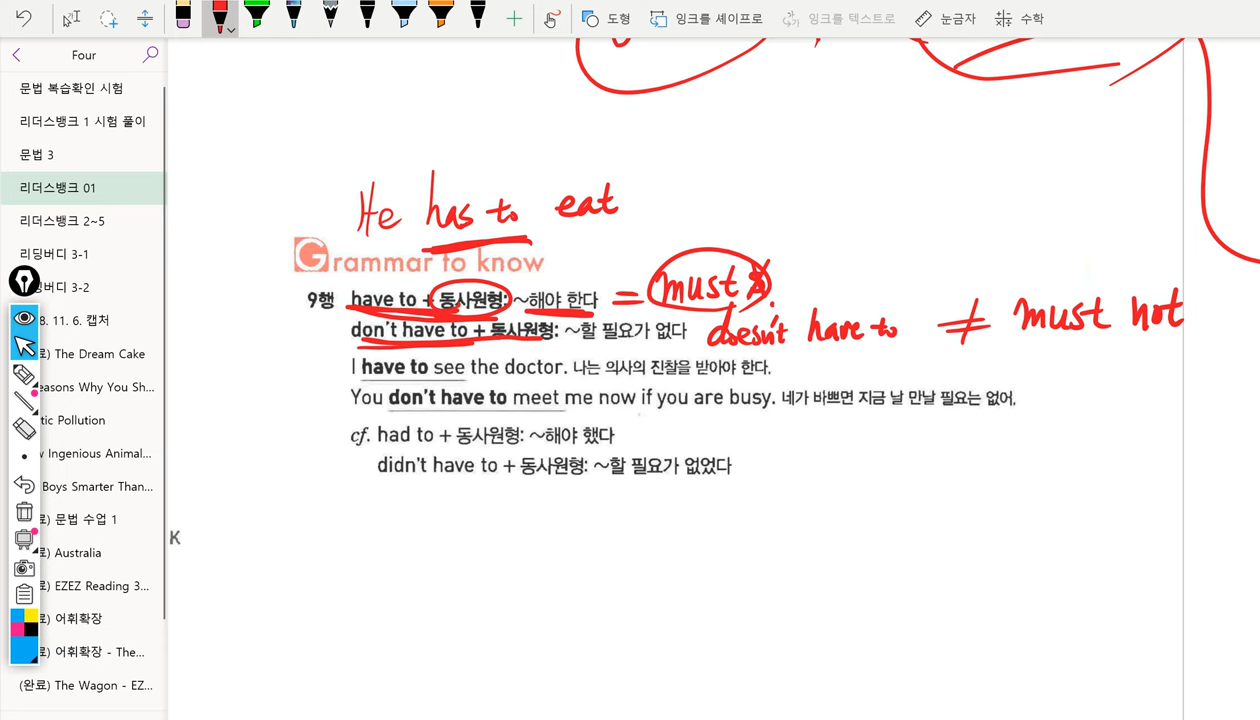 도형 잉크를 셰이프로 잉크를 텍스트로 눈금자 수학
Four
문법 복습확인 시험
리더스뱅크 1 시험 풀이
문법 3
리더스뱅크 01
리더스뱅크 2~5
리딩버디 3-1
딩버디 3-2
8. 11. 6. 캡처
료) The Dream Cake
easons Why You Sh...
tic Pollution
w Ingenious Animal...
Boys Smarter Than...
료) 문법 수업 1
료) Australia
료) EZEZ Reading 3...
료) 어휘확장
료) 어휘확장 - The...
(완료) The Wagon - EZ...
He has to eat
Grammar to know
9행 have to + 동사원형: ~해야 한다 = must
don't have to + 동사원형: ~할 필요가 없다 doesn't have to ≠ must not
I have to see the doctor. 나는 의사의 진찰을 받아야 한다.
You don't have to meet me now if you are busy. 네가 바쁘면 지금 날 만날 필요는 없어.
cf. had to + 동사원형: ~해야 했다
didn't have to + 동사원형: ~할 필요가 없었다
K